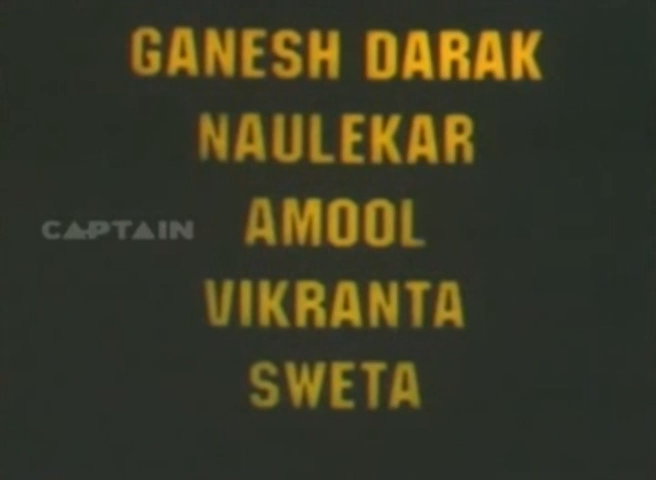 GANESH DARAK
NAULEKAR
AMOOL
CAPTAIN
VIKRANTA
SWETA